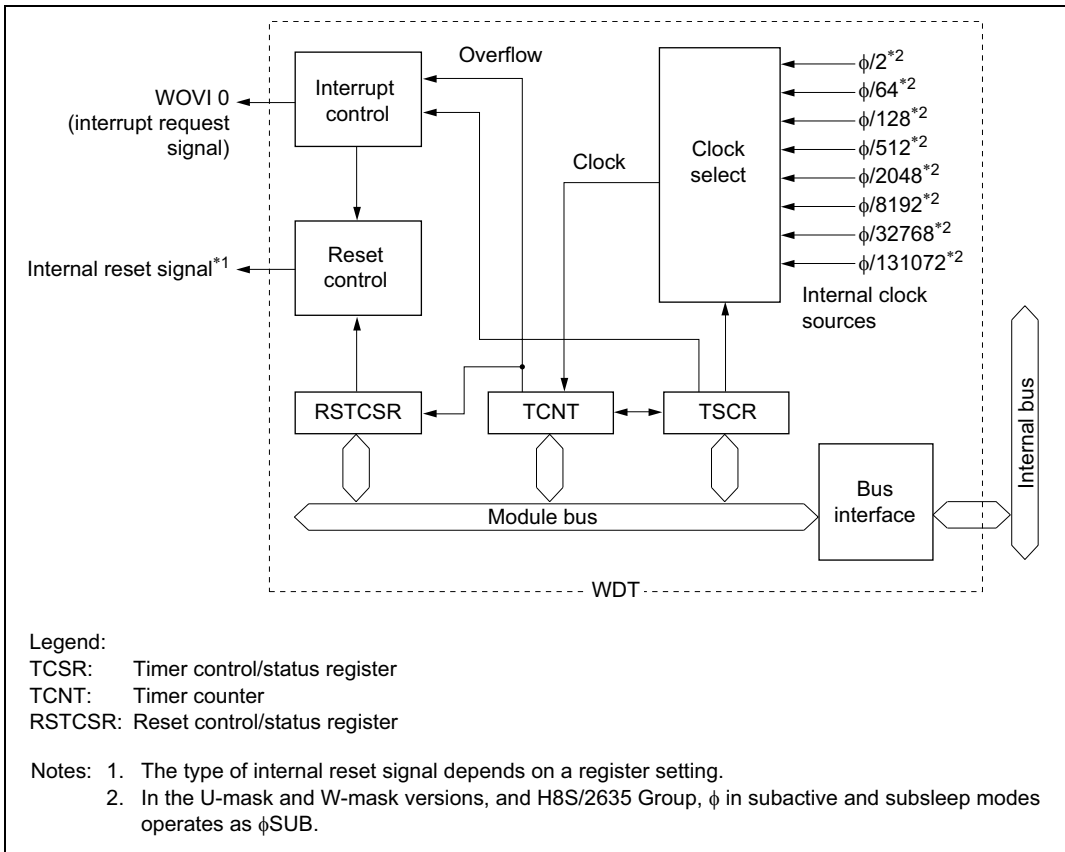 Overflow
Interrupt
control
WOVI 0
(interrupt request
signal)
Reset
control
Internal reset signal*1
Clock
Clock
select
ϕ/2*2
ϕ/64*2
ϕ/128*2
ϕ/512*2
ϕ/2048*2
ϕ/8192*2
ϕ/32768*2
ϕ/131072*2
Internal clock
sources
RSTCSR
TCNT
TSCR
Module bus
Bus
interface
Internal bus
WDT
Legend:
TCSR: Timer control/status register
TCNT: Timer counter
RSTCSR: Reset control/status register
Notes: 1. The type of internal reset signal depends on a register setting.
2. In the U-mask and W-mask versions, and H8S/2635 Group, ϕ in subactive and subsleep modes
operates as ϕSUB.